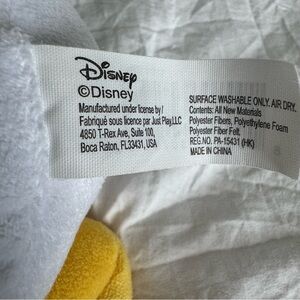 Disney
©Disney
Manufactured under license by /
Fabriqué sous licence par Just Play,LLC
4850 T-Rex Ave, Suite 100,
Boca Raton, FL33431, USA
SURFACE WASHABLE ONLY. AIR DRY.
Contents: All New Materials
Polyester Fibers, Polyethylene Foam
Polyester Fiber Felt.
REG.NO. PA-15431 (HK)
MADE IN CHINA